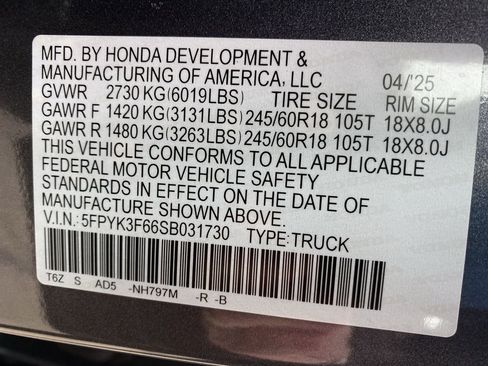 MFD. BY HONDA DEVELOPMENT &
MANUFACTURING OF AMERICA, LLC 04/'25
GVWR 2730 KG(6019LBS) TIRE SIZE RIM SIZE
GAWR F 1420 KG(3131LBS) 245/60R18 105T 18X8.0J
GAWR R 1480 KG(3263LBS) 245/60R18 105T 18X8.0J
THIS VEHICLE CONFORMS TO ALL APPLICABLE
FEDERAL MOTOR VEHICLE SAFETY
STANDARDS IN EFFECT ON THE DATE OF
MANUFACTURE SHOWN ABOVE.
V.I.N.: 5FPYK3F66SB031730 TYPE:TRUCK
T6Z S AD5 -NH797M -R -B